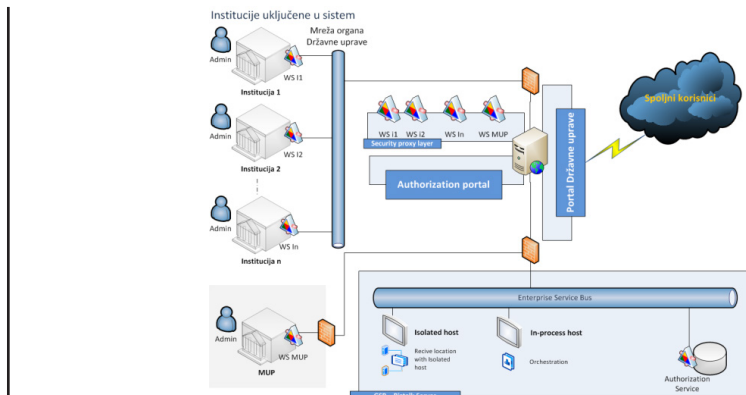 Institucije uključene u sistem
Mreža organa
Državne uprave
Admin
WS I1
Institucija 1
Admin
WS I2
Institucija 2
Admin
WS In
Institucija n
Admin
WS MUP
MUP
WS i1
WS i2
WS In
WS MUP
Security proxy layer
Authorization portal
Portal Državne uprave
Spoljni korisnici
Enterprise Service Bus
Isolated host
Recive location
with isolated
host
In-process host
Orchestration
Authorization
Service